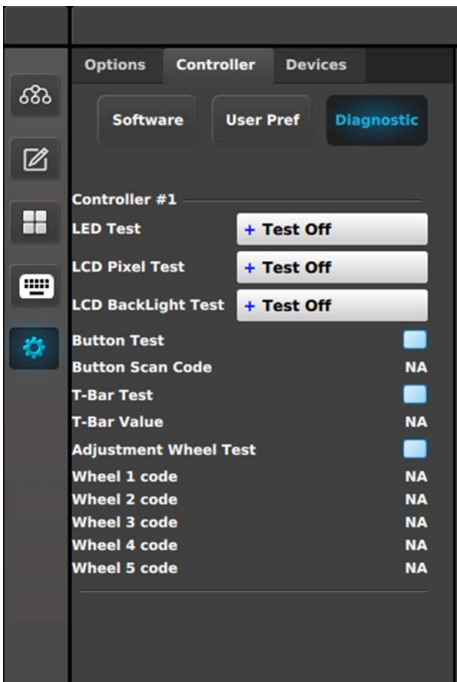 Options Controller Devices
Software User Pref Diagnostic
Controller #1
LED Test + Test Off
LCD Pixel Test + Test Off
LCD BackLight Test + Test Off
Button Test
Button Scan Code NA
T-Bar Test
T-Bar Value NA
Adjustment Wheel Test
Wheel 1 code NA
Wheel 2 code NA
Wheel 3 code NA
Wheel 4 code NA
Wheel 5 code NA